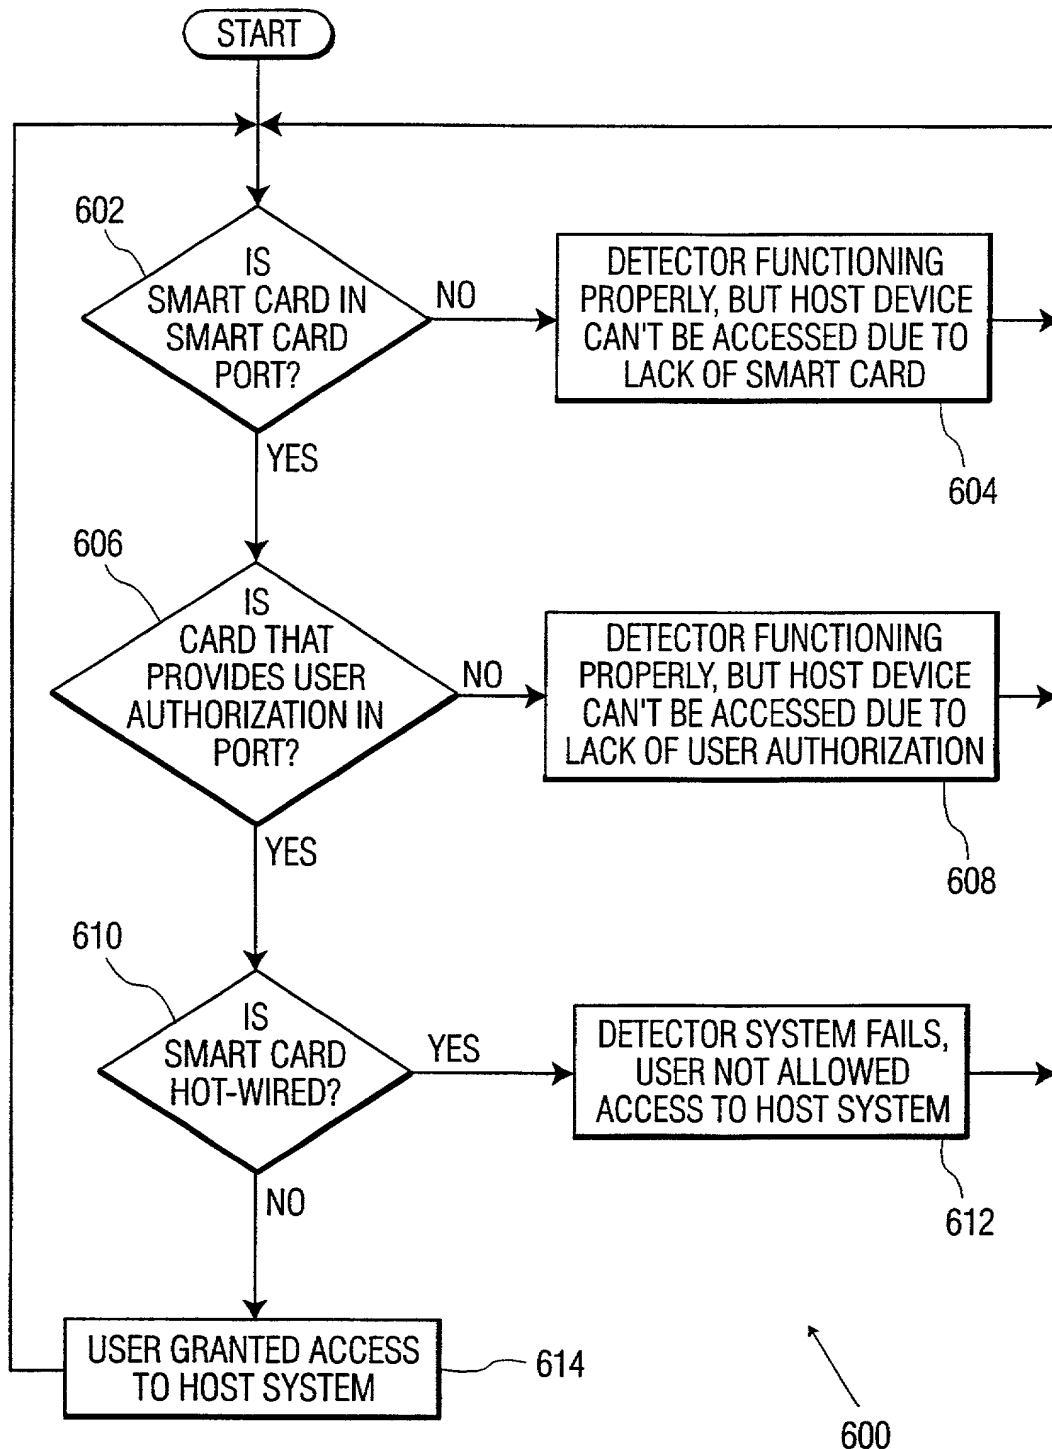 START
602
IS
SMART CARD IN
SMART CARD
PORT?
NO
DETECTOR FUNCTIONING
PROPERLY, BUT HOST DEVICE
CAN'T BE ACCESSED DUE TO
LACK OF SMART CARD
604
YES
606
IS
CARD THAT
PROVIDES USER
AUTHORIZATION IN
PORT?
NO
DETECTOR FUNCTIONING
PROPERLY, BUT HOST DEVICE
CAN'T BE ACCESSED DUE TO
LACK OF USER AUTHORIZATION
608
YES
610
IS
SMART CARD
HOT-WIRED?
YES
DETECTOR SYSTEM FAILS,
USER NOT ALLOWED
ACCESS TO HOST SYSTEM
612
NO
USER GRANTED ACCESS
TO HOST SYSTEM
614
600